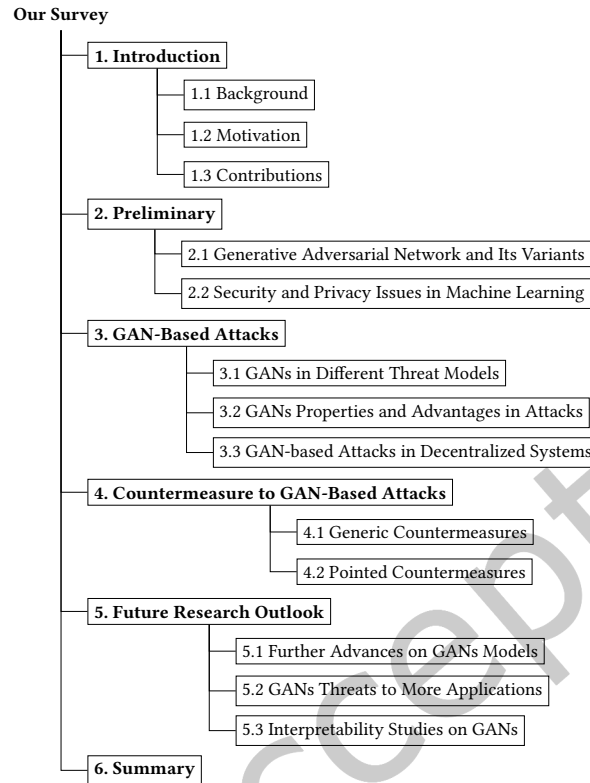 Our Survey
1. Introduction
1.1 Background
1.2 Motivation
1.3 Contributions
2. Preliminary
2.1 Generative Adversarial Network and Its Variants
2.2 Security and Privacy Issues in Machine Learning
3. GAN-Based Attacks
3.1 GANs in Different Threat Models
3.2 GANs Properties and Advantages in Attacks
3.3 GAN-based Attacks in Decentralized Systems
4. Countermeasure to GAN-Based Attacks
4.1 Generic Countermeasures
4.2 Pointed Countermeasures
5. Future Research Outlook
5.1 Further Advances on GANs Models
5.2 GANs Threats to More Applications
5.3 Interpretability Studies on GANs
6. Summary